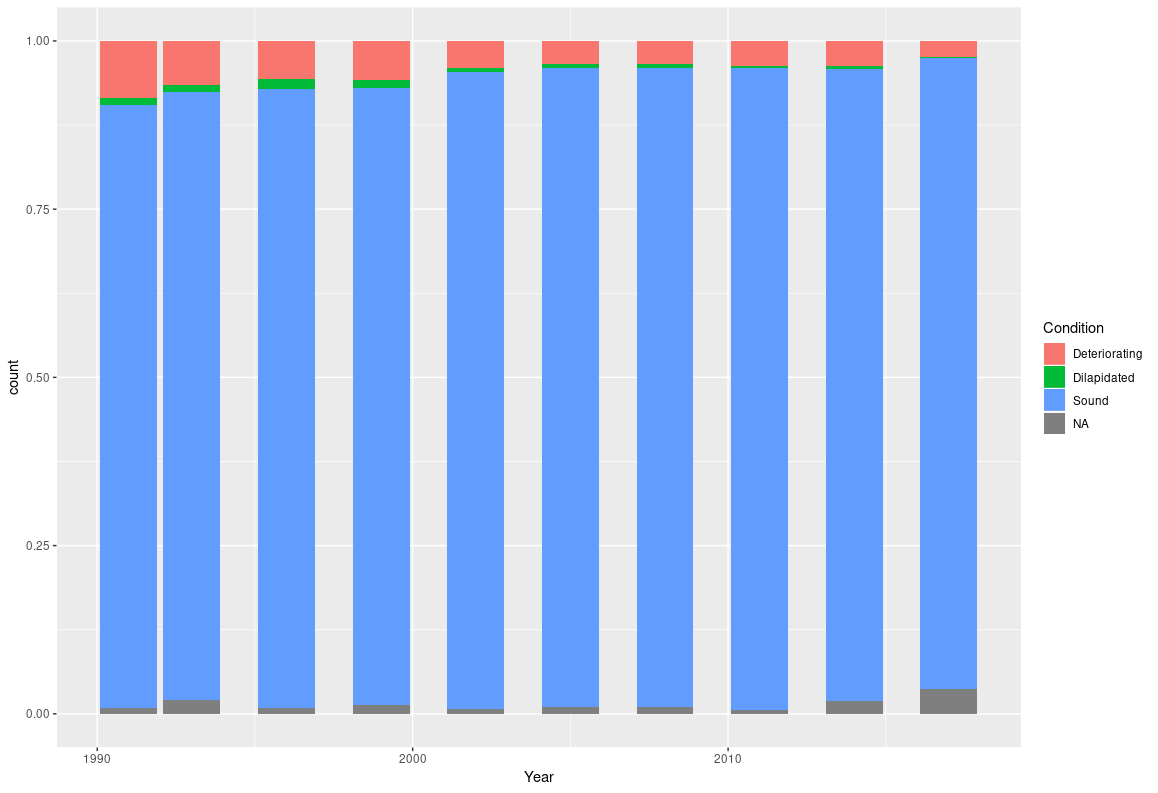 1.00
0.75
0.50
0.25
0.00
count
1990
2000
2010
Year
Condition
Deteriorating
Dilapidated
Sound
NA